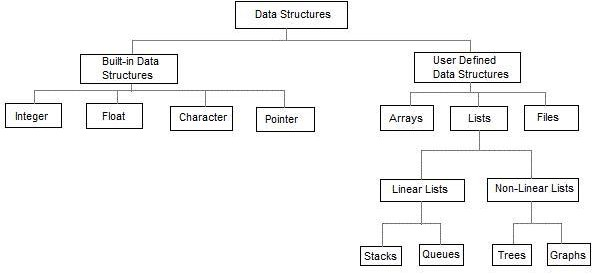 Data Structures
Built-in Data
Structures
User Defined
Data Structures
Integer
Float
Character
Pointer
Arrays
Lists
Files
Linear Lists
Non-Linear Lists
Stacks
Queues
Trees
Graphs